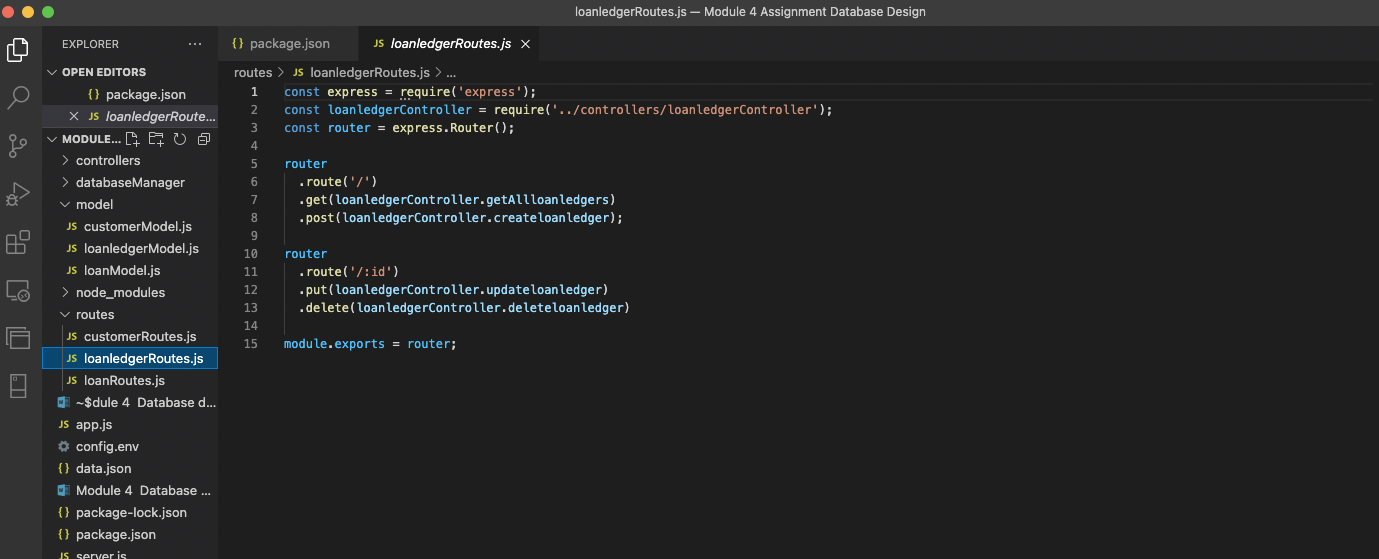 loanledgerRoutes.js — Module 4 Assignment Database Design
EXPLORER ...
OPEN EDITORS
{} package.json
JS loanledgerRoute...
MODULE...
controllers
databaseManager
model
JS customerModel.js
JS loanledgerModel.js
JS loanModel.js
node_modules
routes
JS customerRoutes.js
JS loanledgerRoutes.js
JS loanRoutes.js
~$dule 4 Database d...
JS app.js
config.env
{} data.json
Module 4 Database ...
{} package-lock.json
{} package.json
JS server.js
{} package.json
JS loanledgerRoutes.js
routes > JS loanledgerRoutes.js > ...
1 const express = require('express');
2 const loanledgerController = require('../controllers/loanledgerController');
3 const router = express.Router();
4
5 router
6 .route('/')
7 .get(loanledgerController.getAllloanledgers)
8 .post(loanledgerController.createloanledger);
9
10 router
11 .route('/:id')
12 .put(loanledgerController.updateloanledger)
13 .delete(loanledgerController.deleteloanledger)
14
15 module.exports = router;